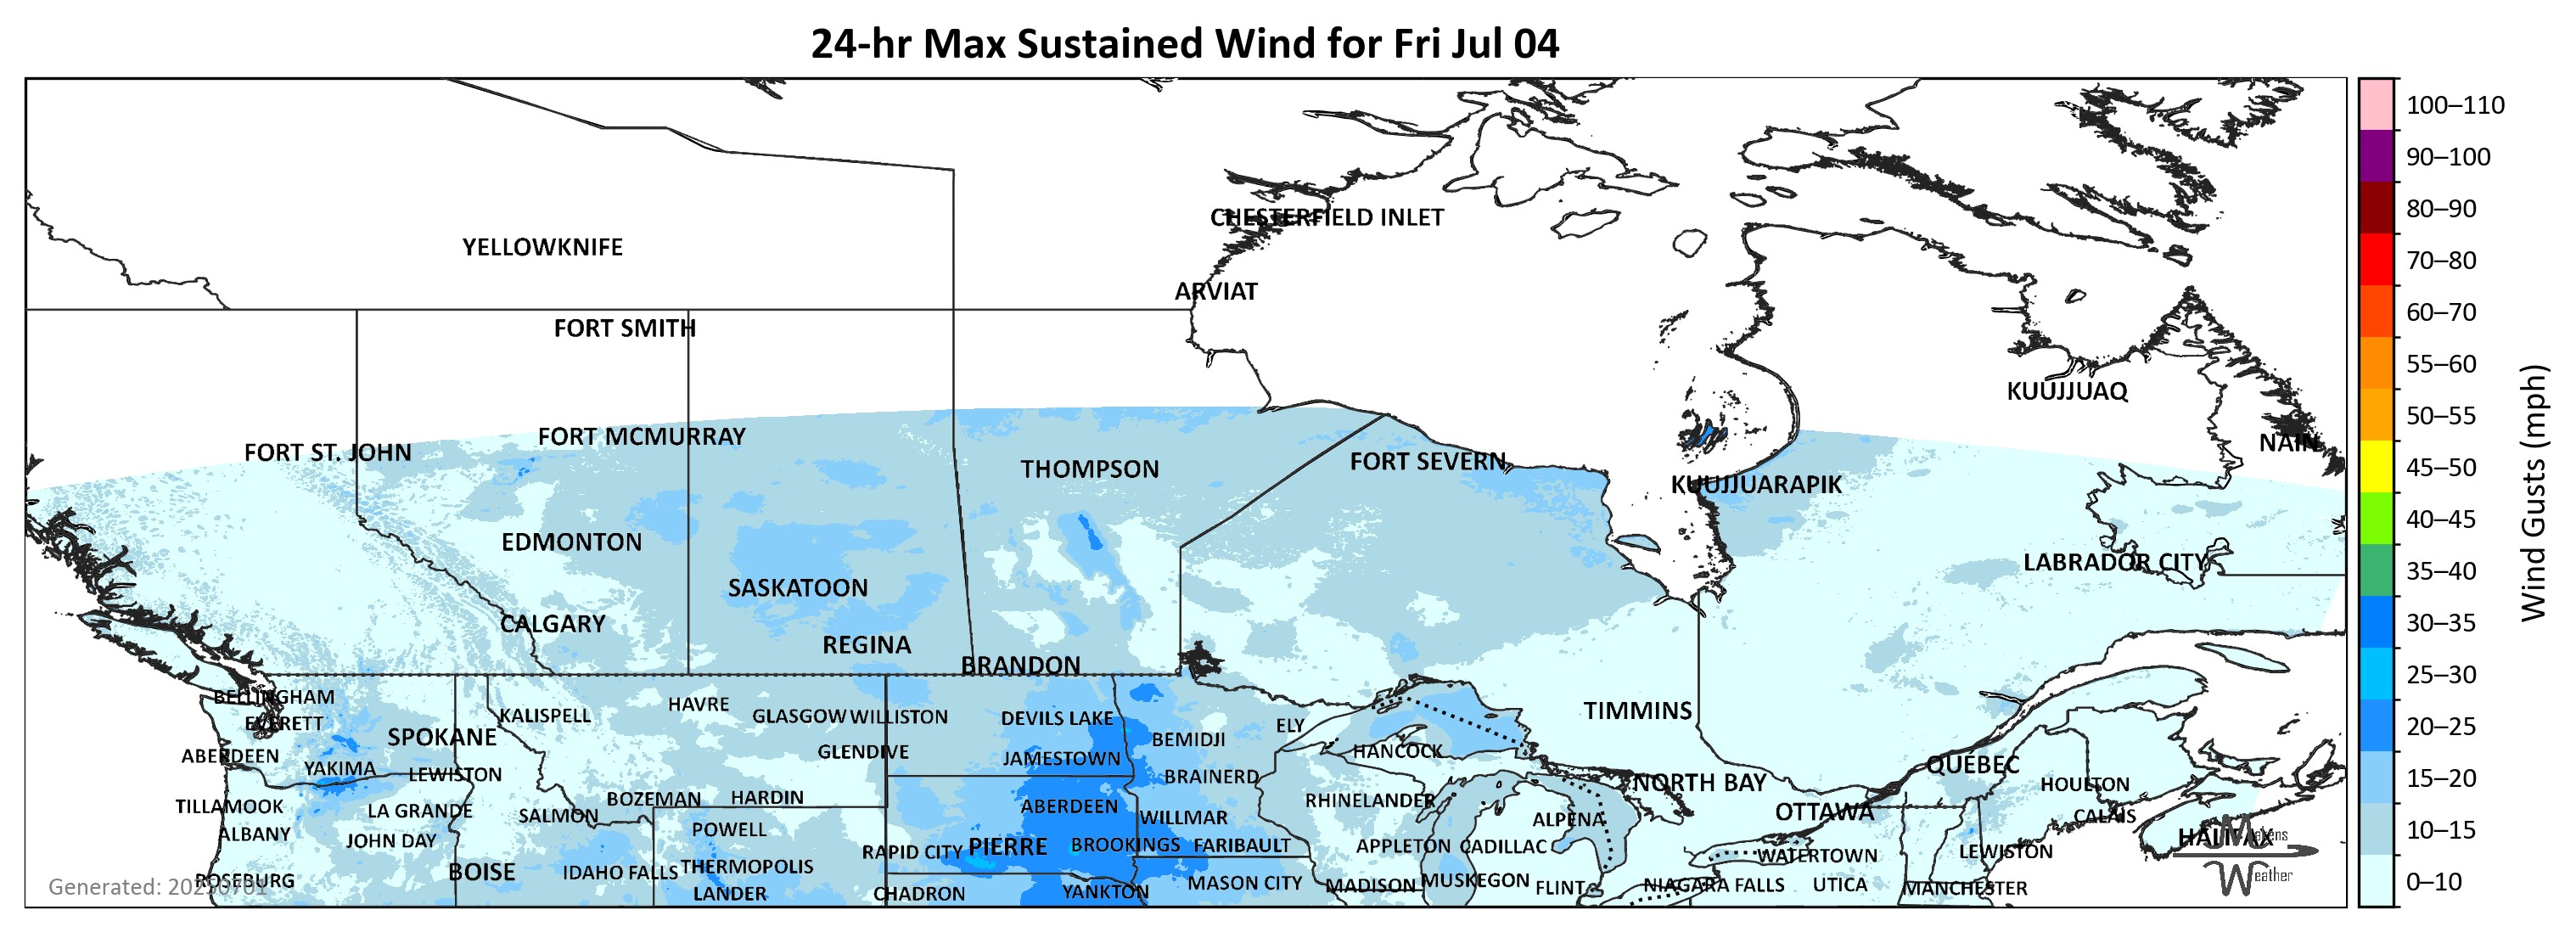 24-hr Max Sustained Wind for Fri Jul 04
CHESTERFIELD INLET
YELLOWKNIFE
ARVIAT
FORT SMITH
KUUJJUAQ
FORT MCMURRAY
NAIN
FORT ST. JOHN
FORT SEVERN
THOMPSON
KUUJJUARAPIK
EDMONTON
LABRADOR CITY
SASKATOON
CALGARY
REGINA
BRANDON
BELLINGHAM
HAVRE
TIMMINS
KALISPELL
GLASGOW
WILLISTON
DEVILS LAKE
EVERETT
ELY
SPOKANE
BEMIDJI
ABERDEEN
GLENDIVE
JAMESTOWN
HANCOCK
QUÉBEC
YAKIMA
LEWISTON
BRAINERD
NORTH BAY
HOULTON
TILLAMOOK
LA GRANDE
SALMON
BOZEMAN
HARDIN
ABERDEEN
RHINELANDER
OTTAWA
CALAIS
WILLMAR
ALPENA
ALBANY
JOHN DAY
POWELL
HALIFAX
RAPID CITY
PIERRE
BROOKINGS
FARIBAULT
APPLETON
CADILLAC
WATERTOWN
LEWISTON
BOISE
IDAHO FALLS
THERMOPOLIS
ROSEBURG
LANDER
CHADRON
YANKTON
MASON CITY
MADISON
MUSKEGON
FLINT
NIAGARA FALLS
UTICA
MANCHESTER
Generated: 20250701
Makens
Weather
100–110
90–100
80–90
70–80
60–70
55–60
50–55
45–50
40–45
35–40
30–35
25–30
20–25
15–20
10–15
0–10
Wind Gusts (mph)